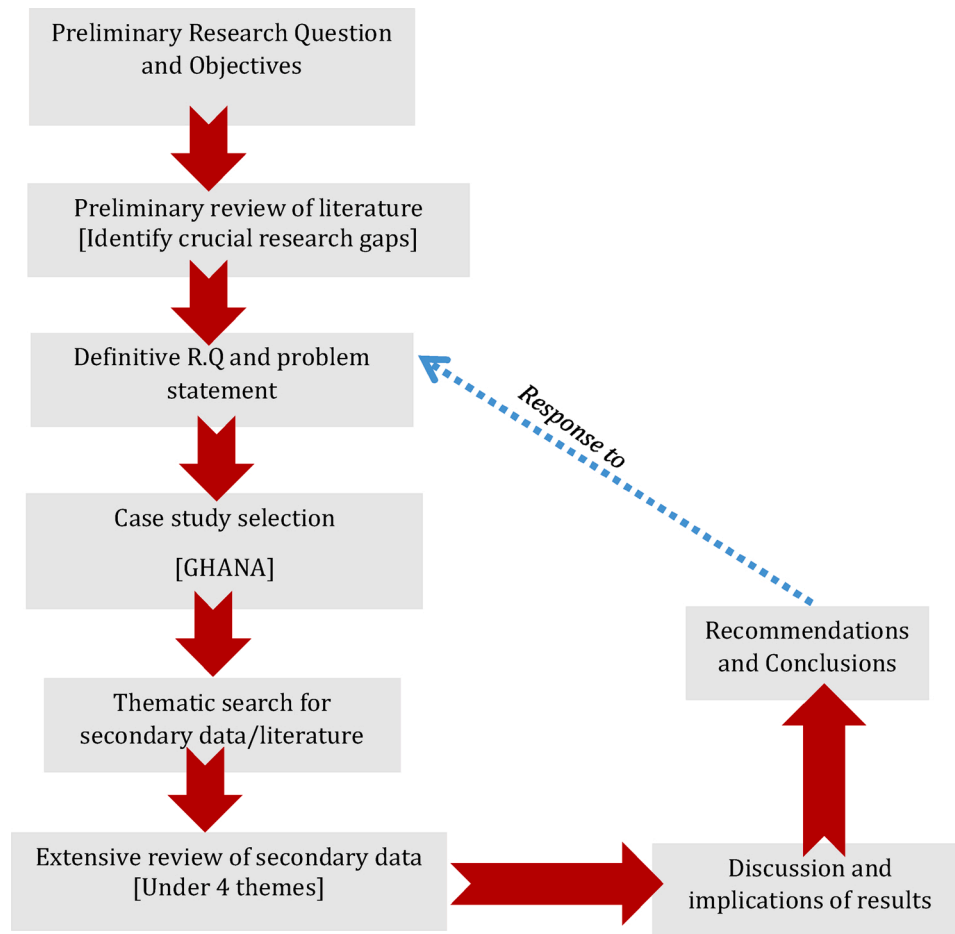 Preliminary Research Question
and Objectives
Preliminary review of literature
[Identify crucial research gaps]
Definitive R.Q and problem
statement
Case study selection
[GHANA]
Thematic search for
secondary data/literature
Extensive review of secondary data
[Under 4 themes]
Discussion and
implications of results
Recommendations
and Conclusions
Response to